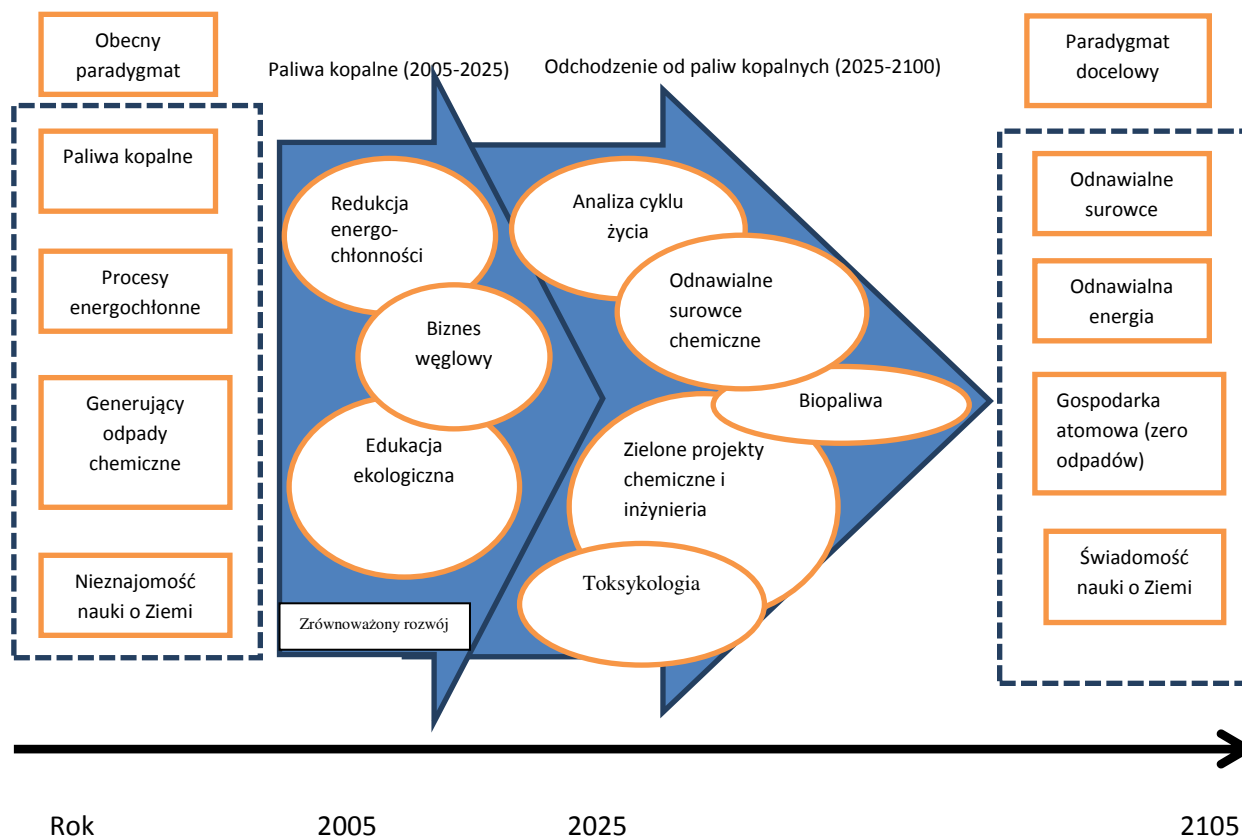 Obecny
paradygmat
Paliwa kopalne
Procesy
energochłonne
Generujący
odpady
chemiczne
Nieznajomość
nauki o Ziemi
Paliwa kopalne (2005-2025)
Redukcja
energo-
chłonności
Biznes
węglowy
Edukacja
ekologiczna
Zrównoważony rozwój
Odchodzenie od paliw kopalnych (2025-2100)
Analiza cyklu
życia
Odnawialne
surowce
chemiczne
Biopaliwa
Zielone projekty
chemiczne i
inżynieria
Toksykologia
Paradygmat
docelowy
Odnawialne
surowce
Odnawialna
energia
Gospodarka
atomowa (zero
odpadów)
Świadomość
nauki o Ziemi
Rok 2005 2025 2105